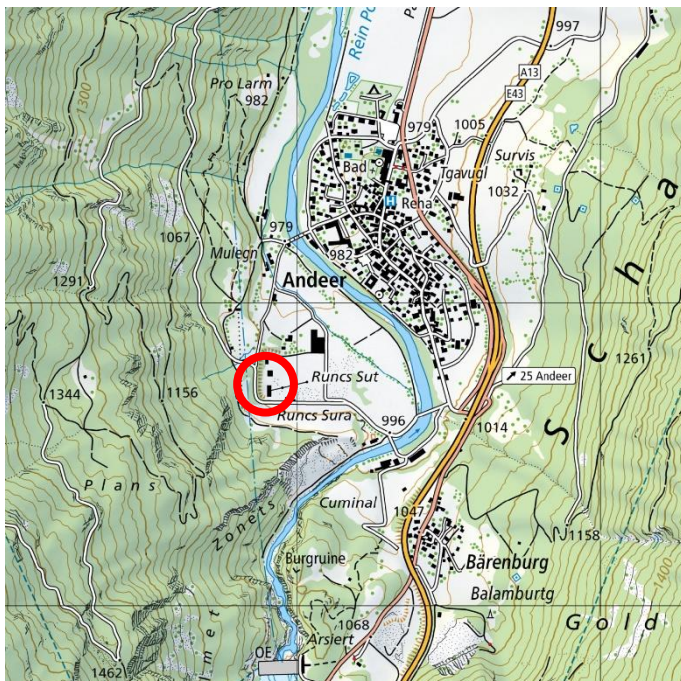 997
A13
E43
Rein Po
Pa
1300
Pro Larm
982
979
1005
Bad
Survis
Tgavugl
1032
H
Reha
a
1067
979
982
Mulegn
Andeer
h
1291
c
1261
25 Andeer
Runcs Sut
1344
1156
S
Runcs Sura
996
1014
Plans
Zonets
Cuminal
1047
1158
Burgruine
Bärenburg
Balamburtg
1400
met
1068
Gold
Arsiert
OE
1462